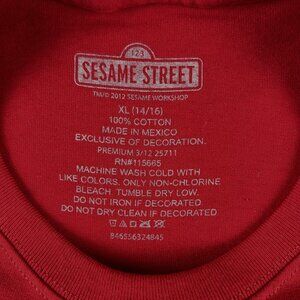 123
SESAME STREET
TM/© 2012 SESAME WORKSHOP
XL (14/16)
100% COTTON
MADE IN MEXICO
EXCLUSIVE OF DECORATION.
PREMIUM 3/12 25711
RN#115665
MACHINE WASH COLD WITH
LIKE COLORS. ONLY NON-CHLORINE
BLEACH. TUMBLE DRY LOW.
DO NOT IRON IF DECORATED.
DO NOT DRY CLEAN IF DECORATED.
846556324845